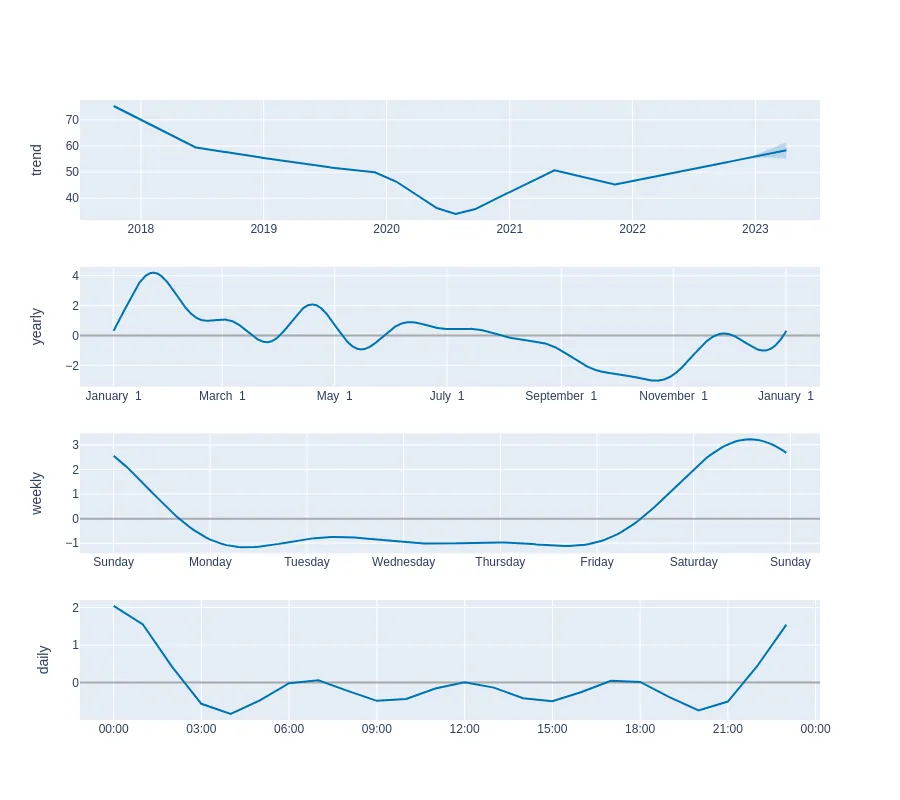 trend
70
60
50
40
2018 2019 2020 2021 2022 2023
yearly
4
2
0
−2
January 1 March 1 May 1 July 1 September 1 November 1 January 1
weekly
3
2
1
0
−1
Sunday Monday Tuesday Wednesday Thursday Friday Saturday Sunday
daily
2
1
0
00:00 03:00 06:00 09:00 12:00 15:00 18:00 21:00 00:00